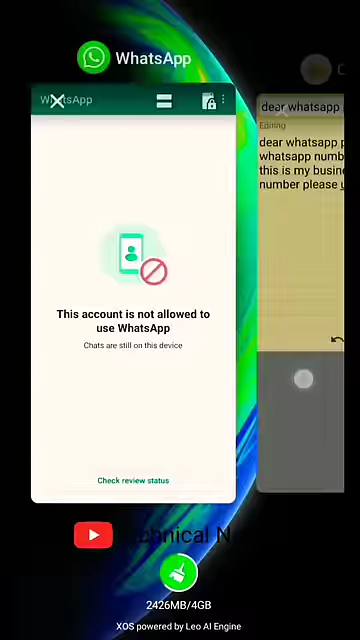 WhatsApp
WhatsApp
dear whatsapp
Editing
dear whatsapp p
whatsapp numb
this is my busin
number please u
This account is not allowed to
use WhatsApp
Chats are still on this device
Check review status
Technical N
2426MB/4GB
XOS powered by Leo AI Engine